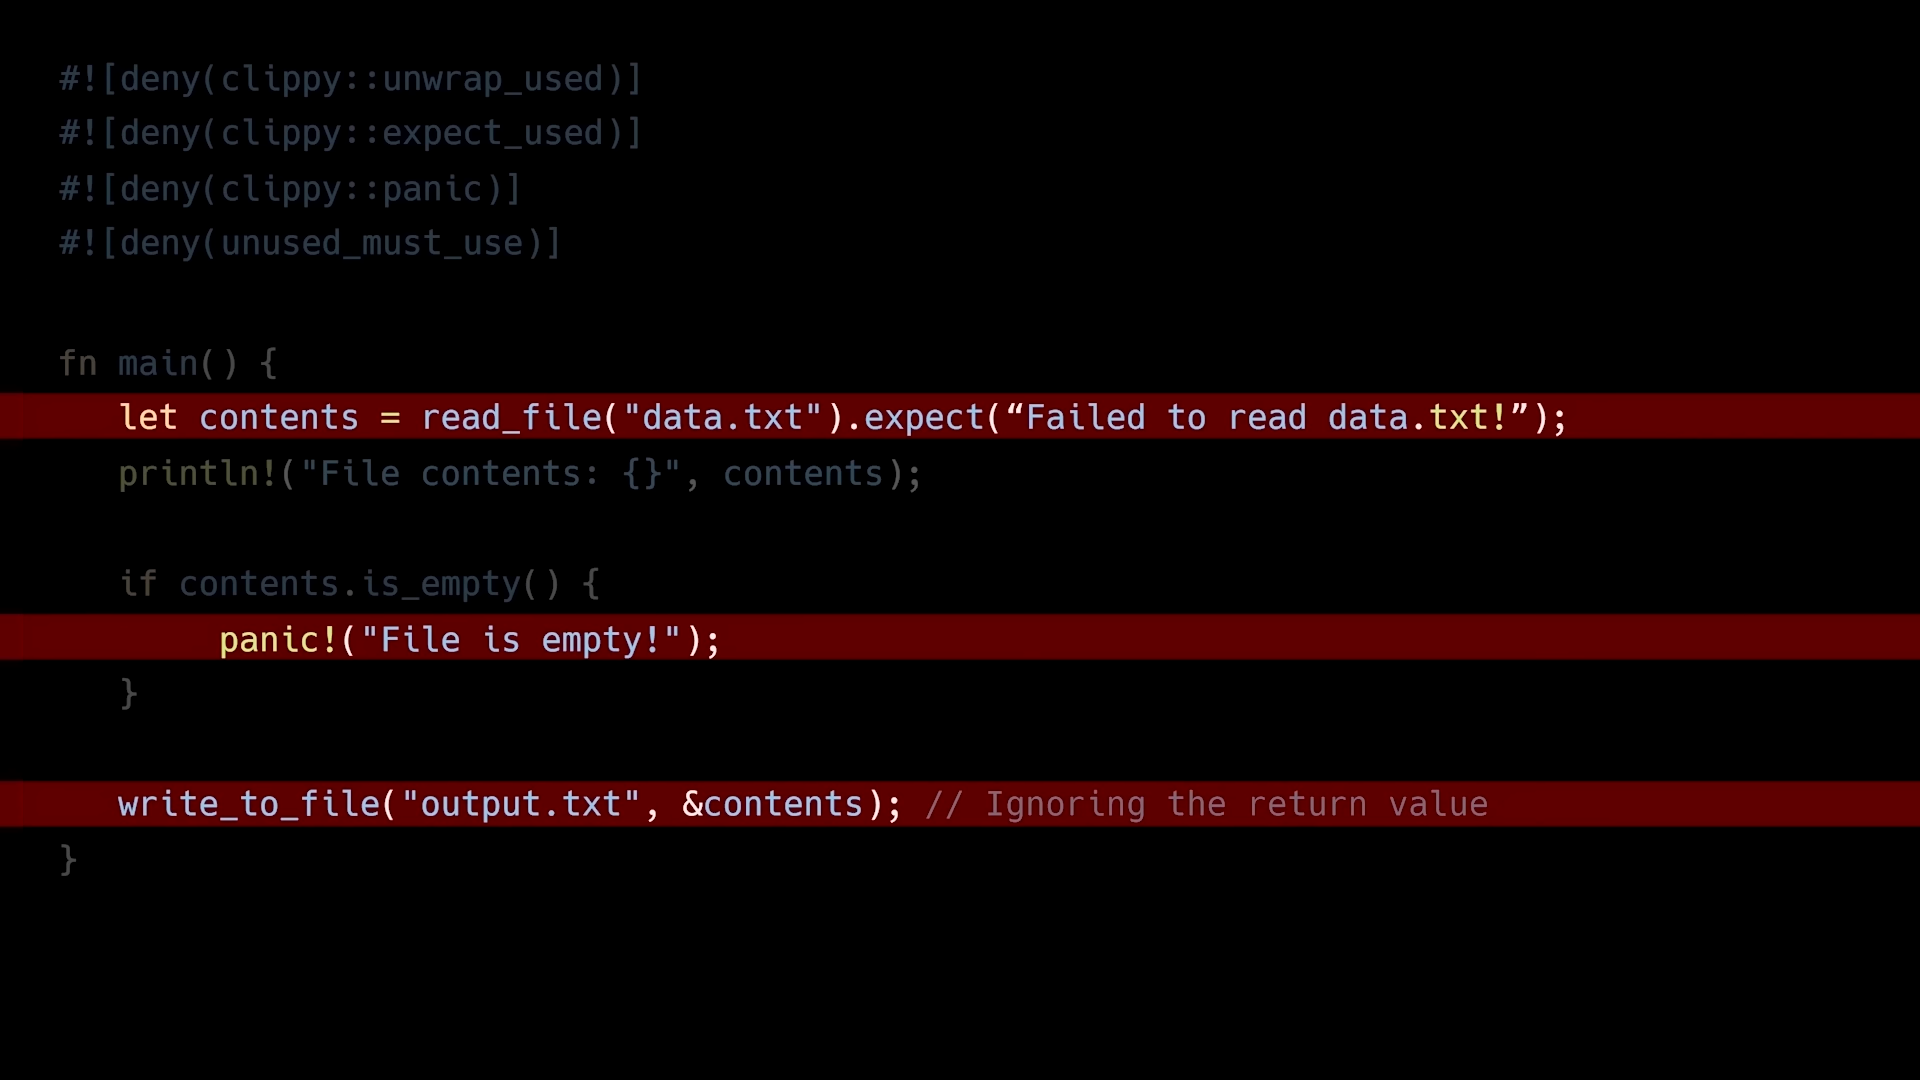 #![deny(clippy::unwrap_used)]
#![deny(clippy::expect_used)]
#![deny(clippy::panic)]
#![deny(unused_must_use)]
fn main() {
let contents = read_file("data.txt").expect(“Failed to read data.txt!”);
println!("File contents: {}", contents);
if contents.is_empty() {
panic!("File is empty!");
}
write_to_file("output.txt", &contents); // Ignoring the return value
}